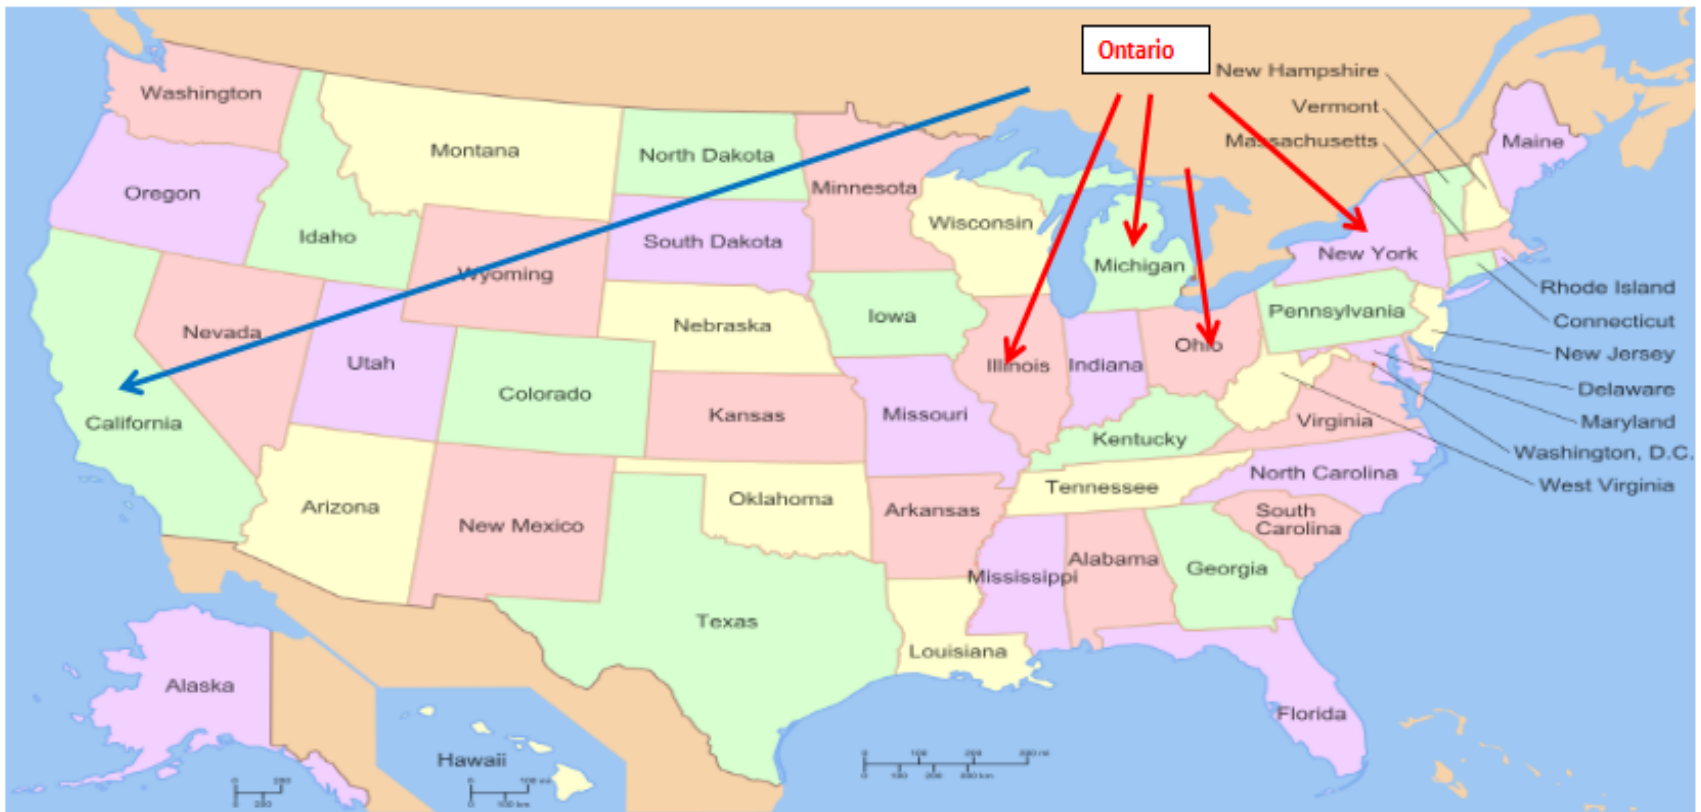 Ontario
New Hampshire
Washington
Vermont
Massachusetts
Maine
Montana
North Dakota
Minnesota
Oregon
Wisconsin
Idaho
South Dakota
New York
Michigan
Wyoming
Rhode Island
Pennsylvania
Iowa
Connecticut
Nevada
Nebraska
Ohio
New Jersey
Utah
Illinois
Indiana
Delaware
Colorado
Kansas
Missouri
California
Virginia
Maryland
Kentucky
Washington, D.C.
North Carolina
Tennessee
West Virginia
Oklahoma
Arizona
Arkansas
South
Carolina
New Mexico
Alabama
Georgia
Mississippi
Texas
Louisiana
Alaska
Florida
Hawaii